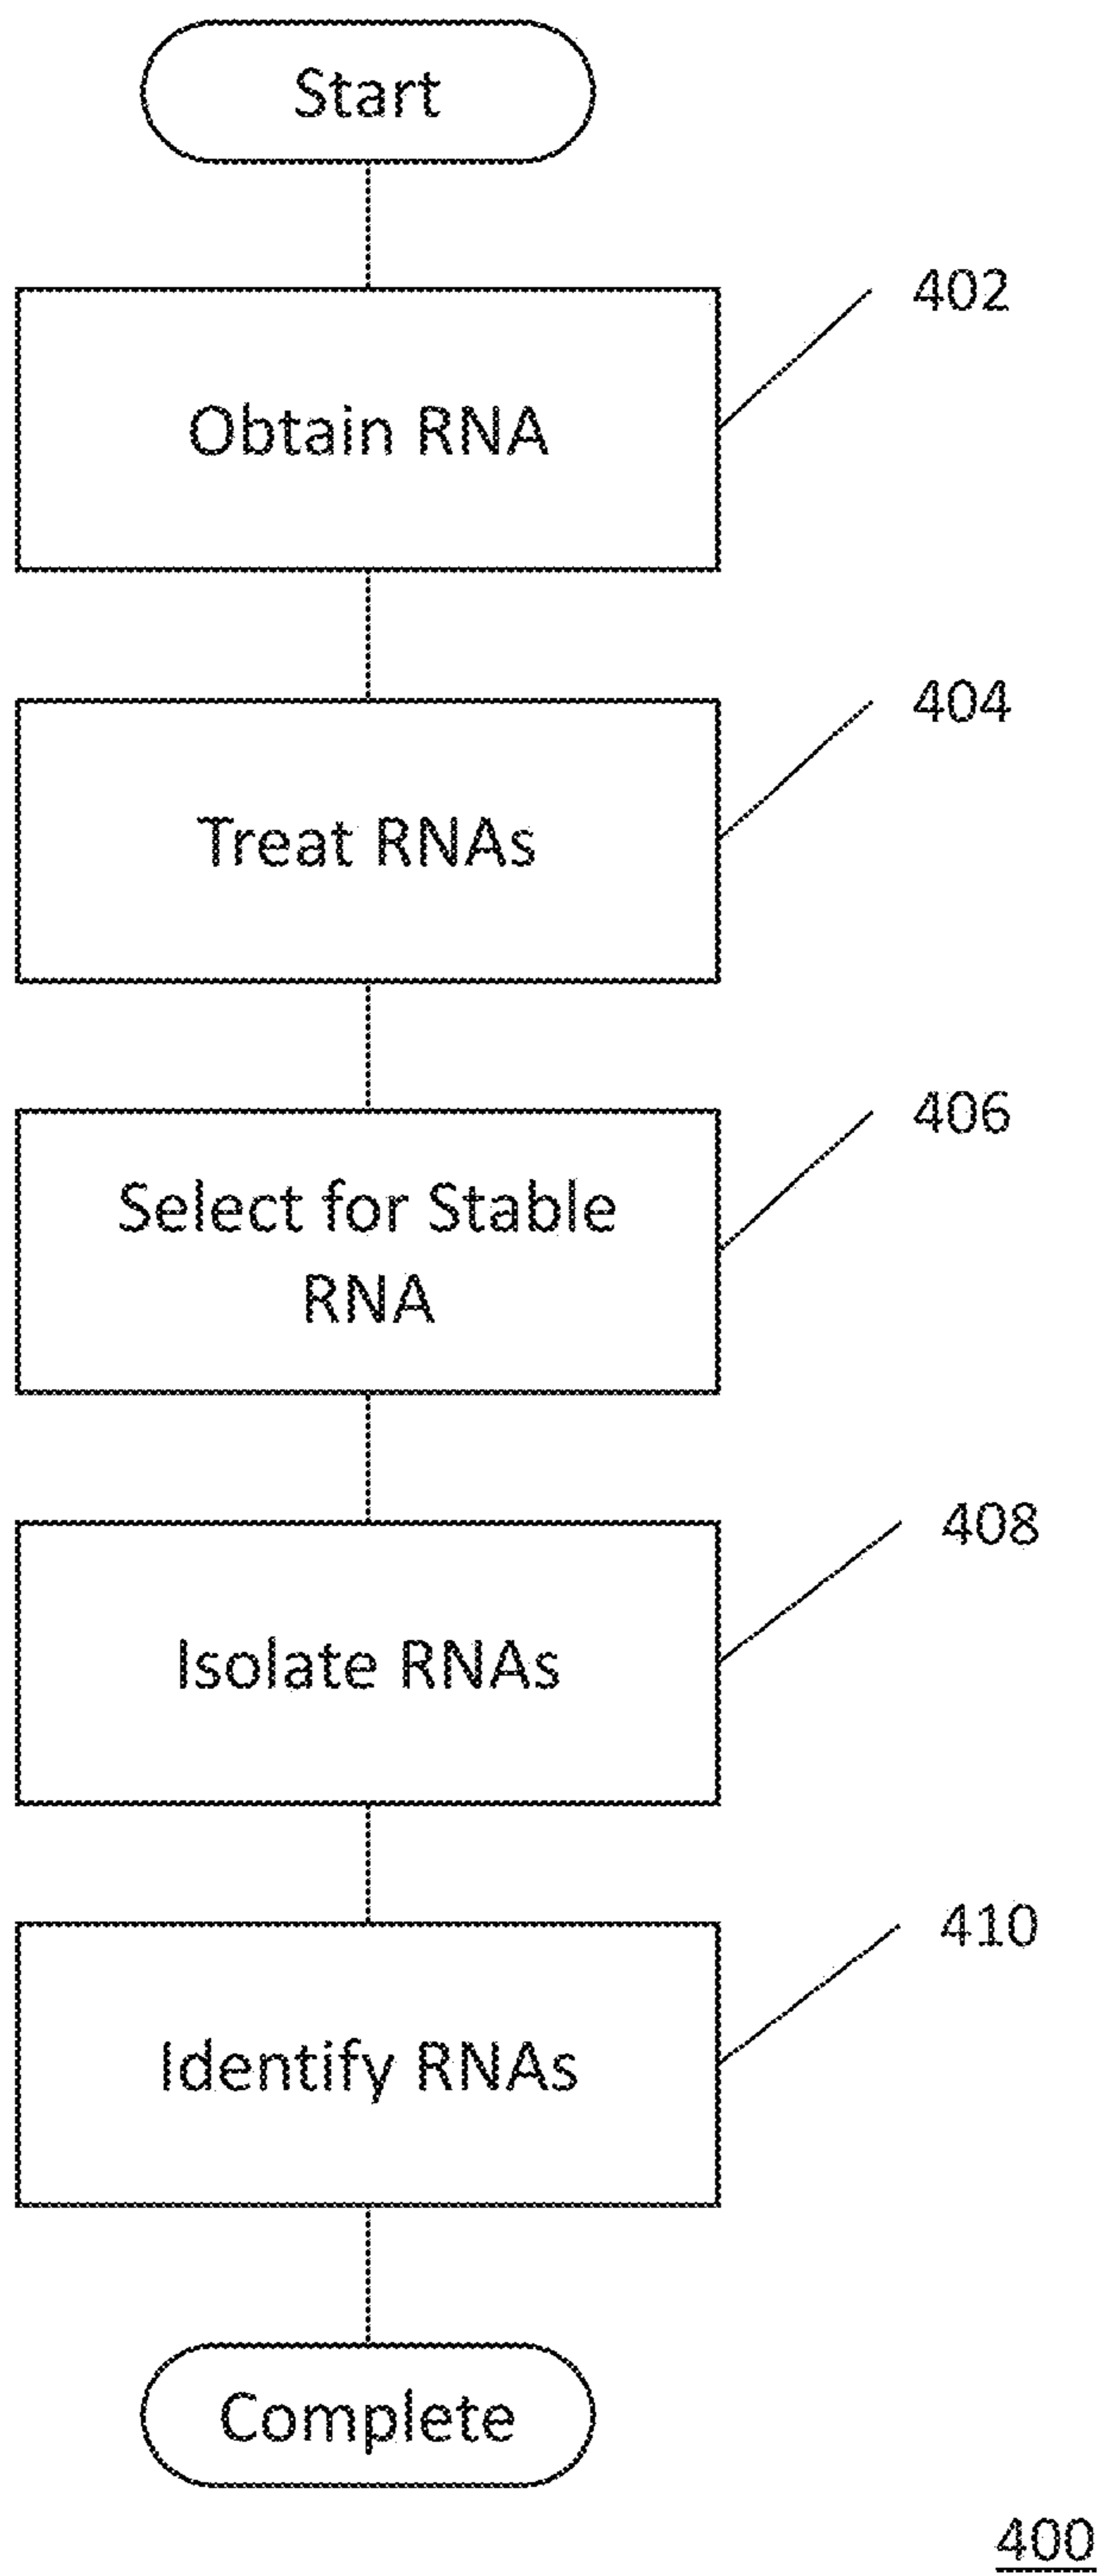 Start
402
Obtain RNA
404
Treat RNAs
406
Select for Stable
RNA
408
Isolate RNAs
410
Identify RNAs
Complete
400